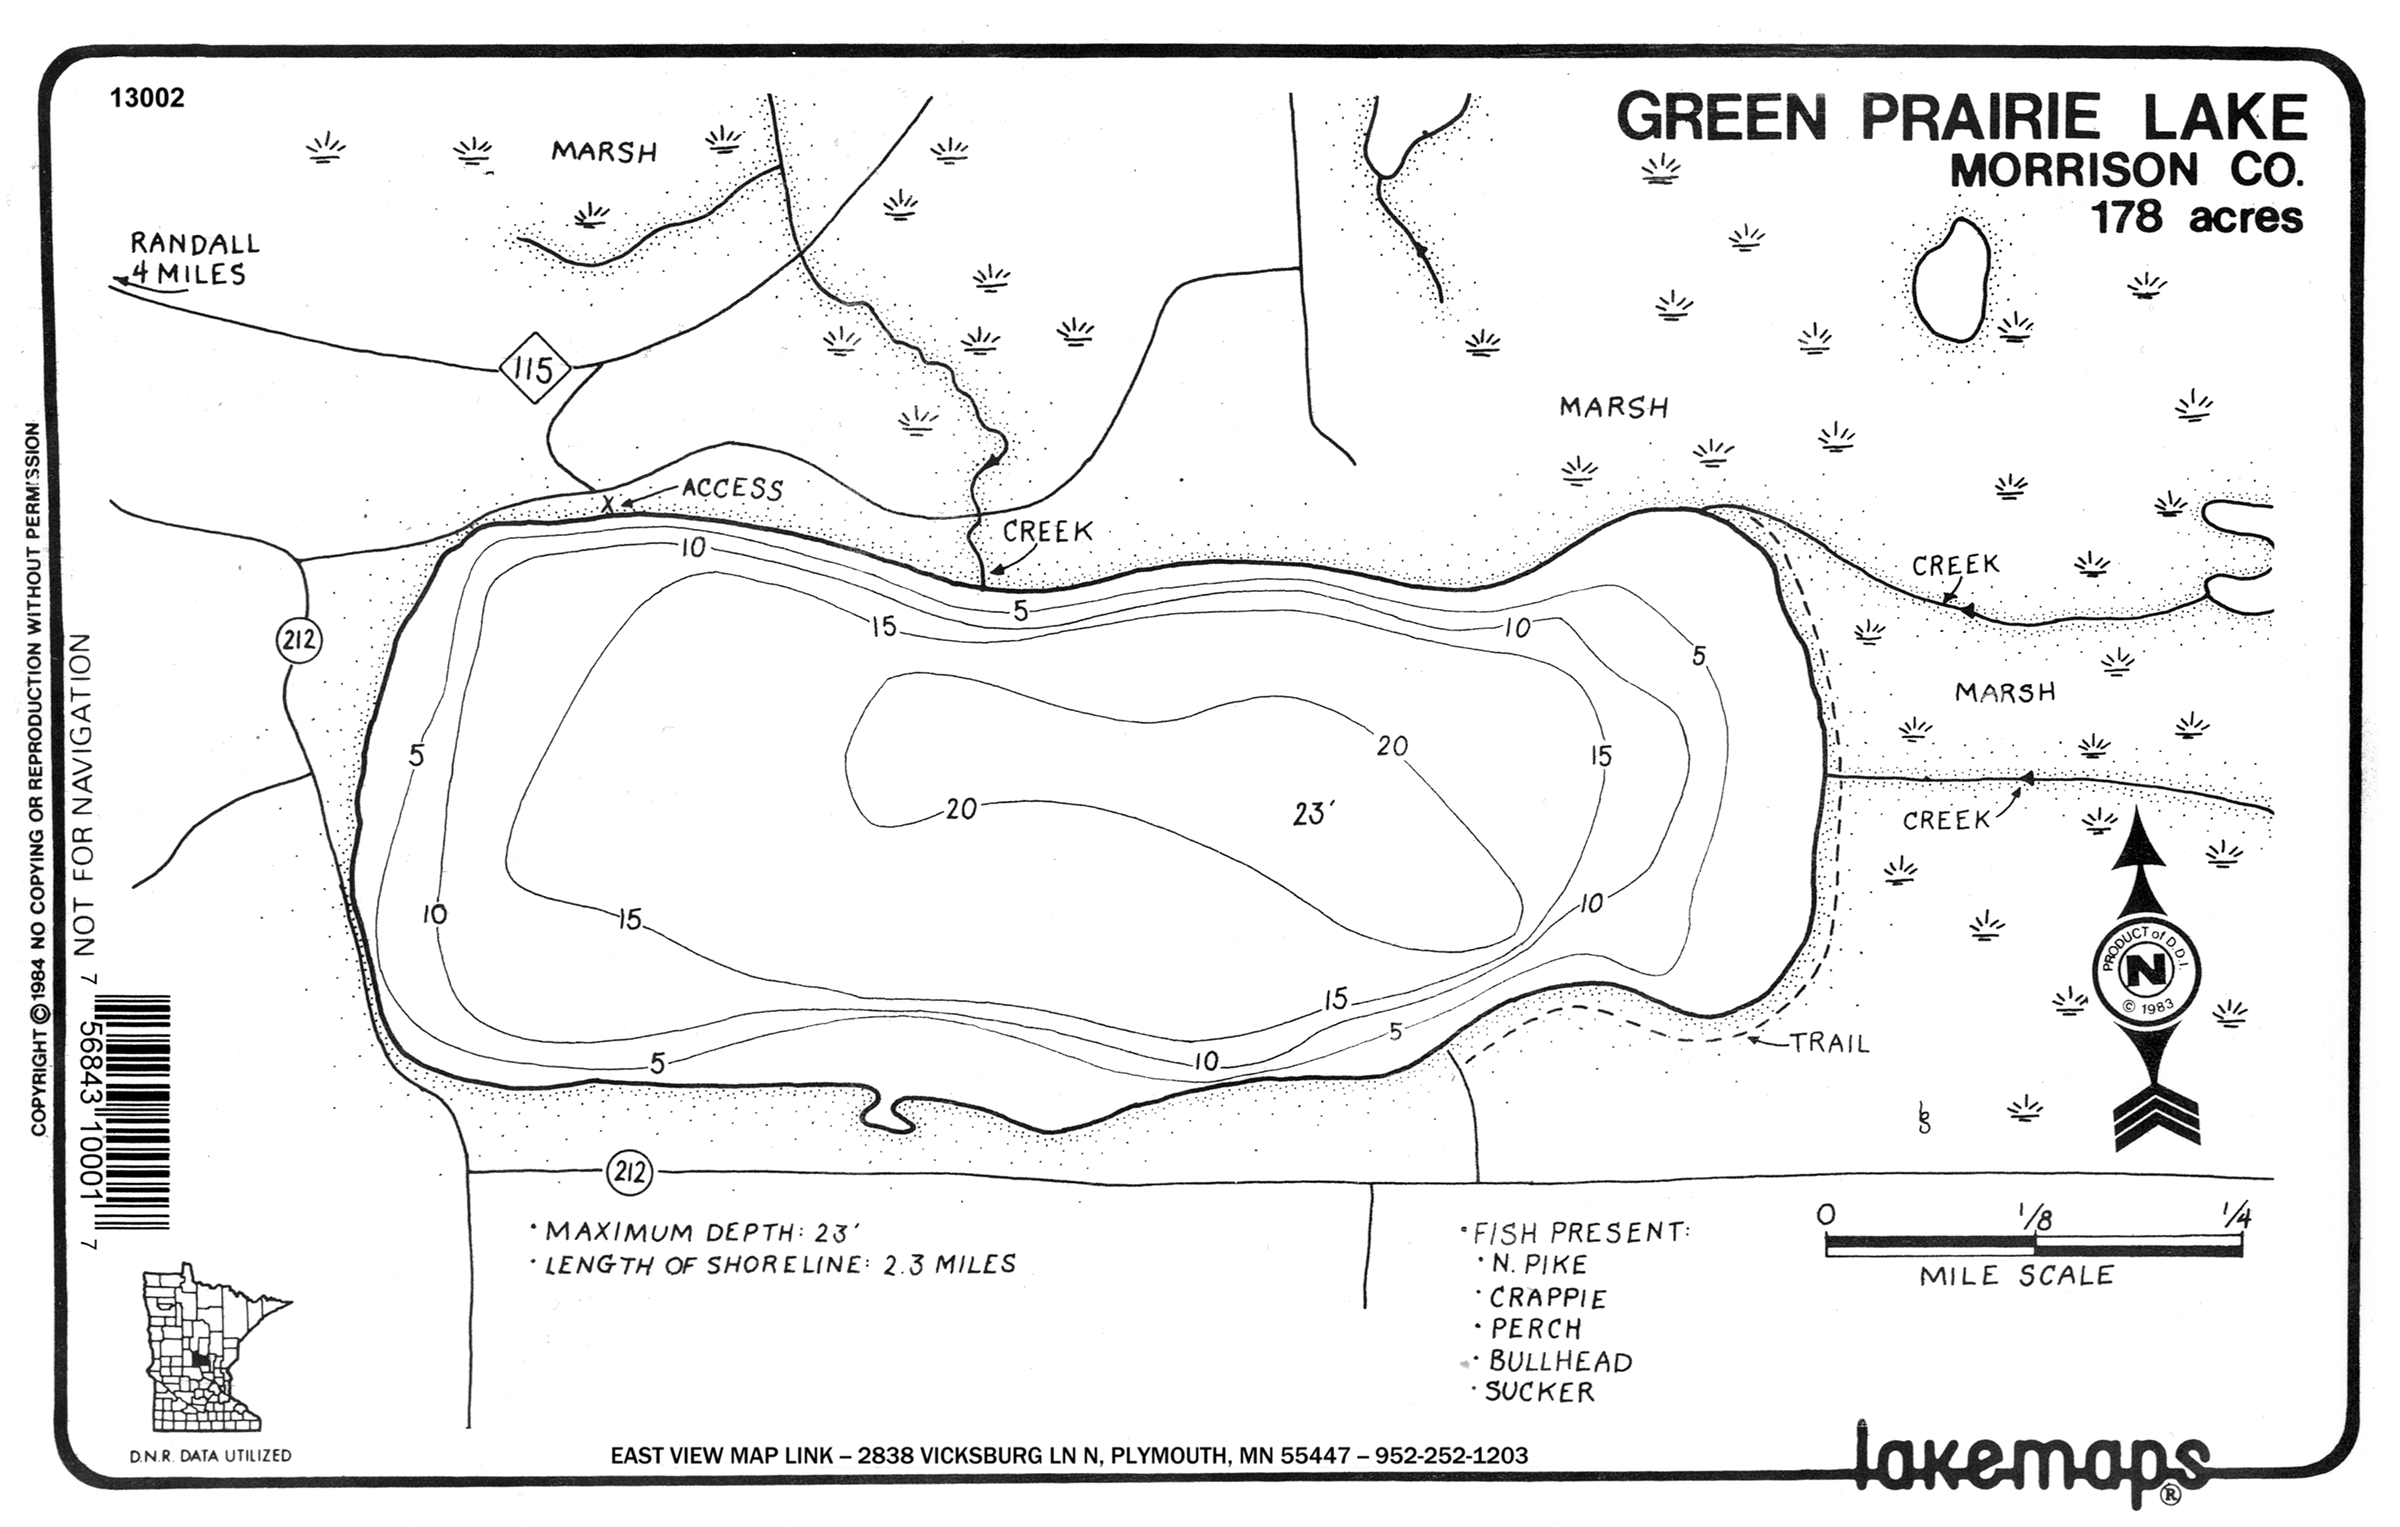 13002
GREEN PRAIRIE LAKE
MORRISON CO.
178 acres
MARSH
RANDALL
4 MILES
115
MARSH
ACCESS
CREEK
CREEK
10
5
15
10
5
212
MARSH
20
15
5
20
23'
CREEK
10
15
10
15
5
5
10
TRAIL
PRODUCT of D.D.I.
N
© 1983
212
• MAXIMUM DEPTH: 23'
• LENGTH OF SHORELINE: 2.3 MILES
• FISH PRESENT:
• N. PIKE
• CRAPPIE
• PERCH
• BULLHEAD
• SUCKER
0 1/8 1/4
MILE SCALE
COPYRIGHT © 1984 NO COPYING OR REPRODUCTION WITHOUT PERMISSION
NOT FOR NAVIGATION
7 56843 10001 7
D.N.R. DATA UTILIZED
EAST VIEW MAP LINK – 2838 VICKSBURG LN N, PLYMOUTH, MN 55447 – 952-252-1203
lakemaps®